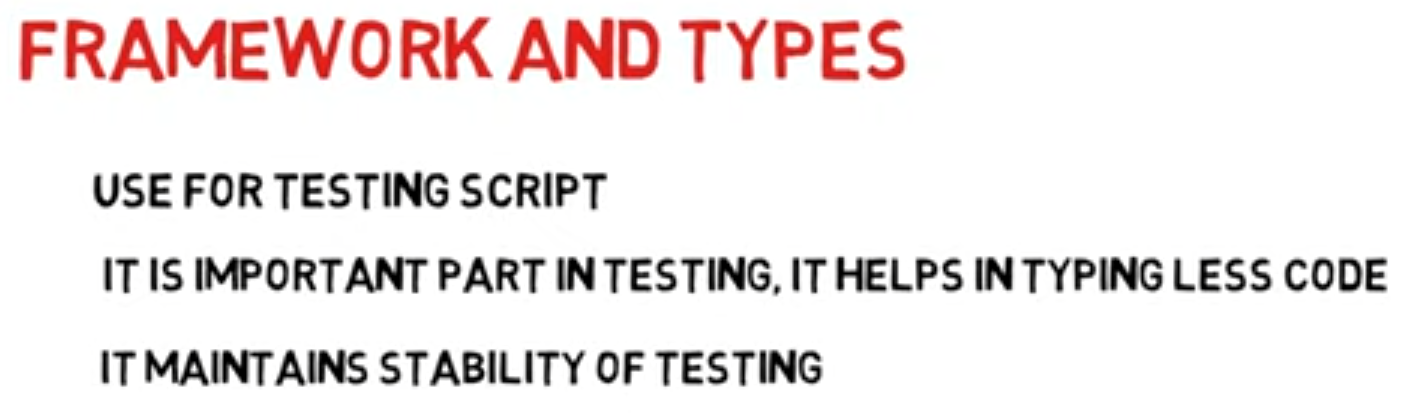 FRAMEWORK AND TYPES
USE FOR TESTING SCRIPT
IT IS IMPORTANT PART IN TESTING, IT HELPS IN TYPING LESS CODE
IT MAINTAINS STABILITY OF TESTING